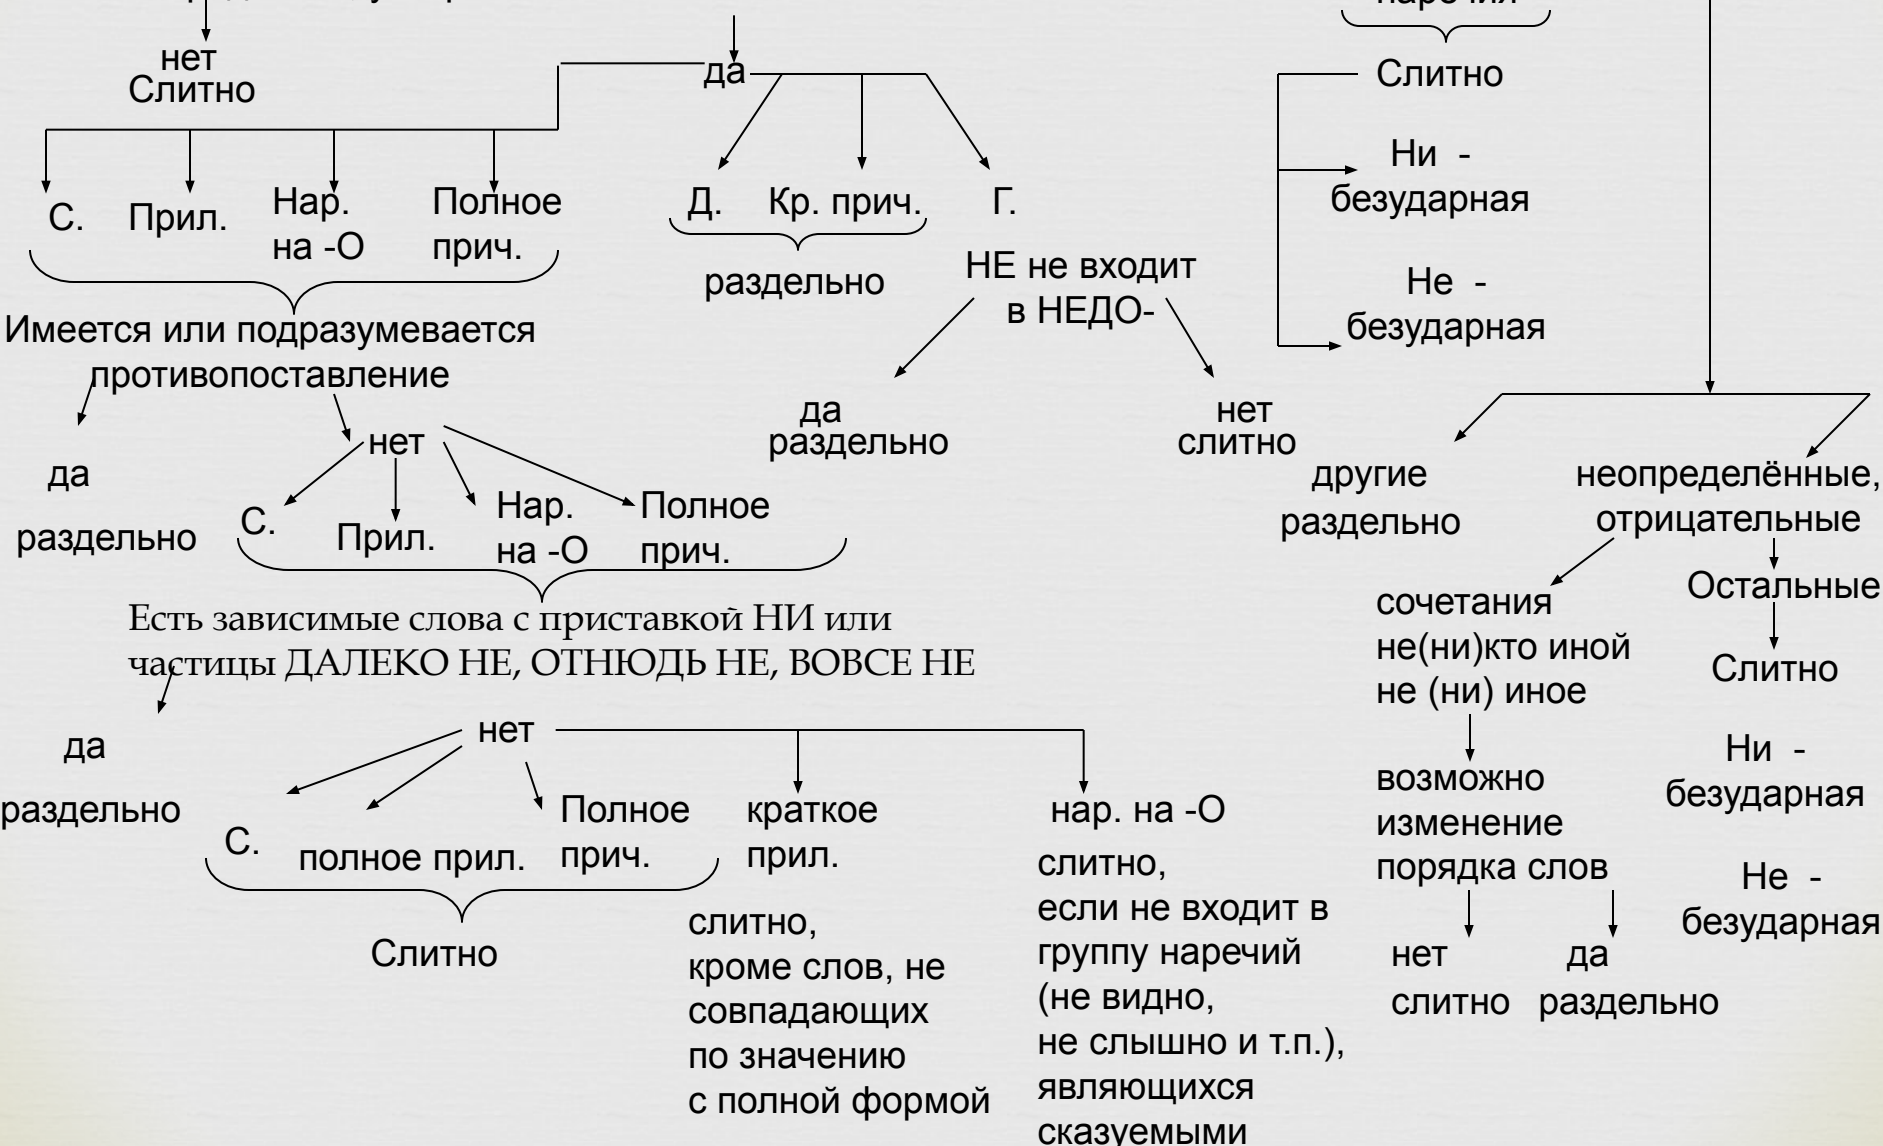 наречия
нет
Слитно
да
Слитно
С.
Прил.
Нар.
на -О
Полное
прич.
Д.
Кр. прич.
Г.
раздельно
НЕ не входит
в НЕДО-
Ни -
безударная
Не -
безударная
Имеется или подразумевается
противопоставление
да
раздельно
нет
да
раздельно
нет
слитно
С.
Прил.
Нар.
на -О
Полное
прич.
другие
раздельно
неопределённые,
отрицательные
Есть зависимые слова с приставкой НИ или
частицы ДАЛЕКО НЕ, ОТНЮДЬ НЕ, ВОВСЕ НЕ
сочетания
не(ни)кто иной
не (ни) иное
Остальные
Слитно
да
раздельно
нет
С.
полное прил.
Полное
прич.
Слитно
краткое
прил.
слитно,
кроме слов, не
совпадающих
по значению
с полной формой
нар. на -О
слитно,
если не входит в
группу наречий
(не видно,
не слышно и т.п.),
являющихся
сказуемыми
возможно
изменение
порядка слов
нет
слитно
да
раздельно
Ни -
безударная
Не -
безударная